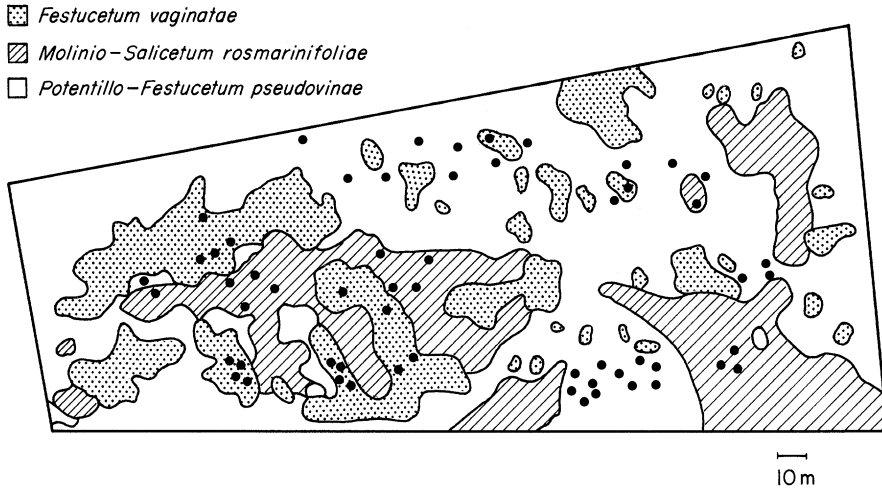 Festucetum vaginatae
Molinio-Salicetum rosmarinifoliae
Potentillo-Festucetum pseudovinae
10 m